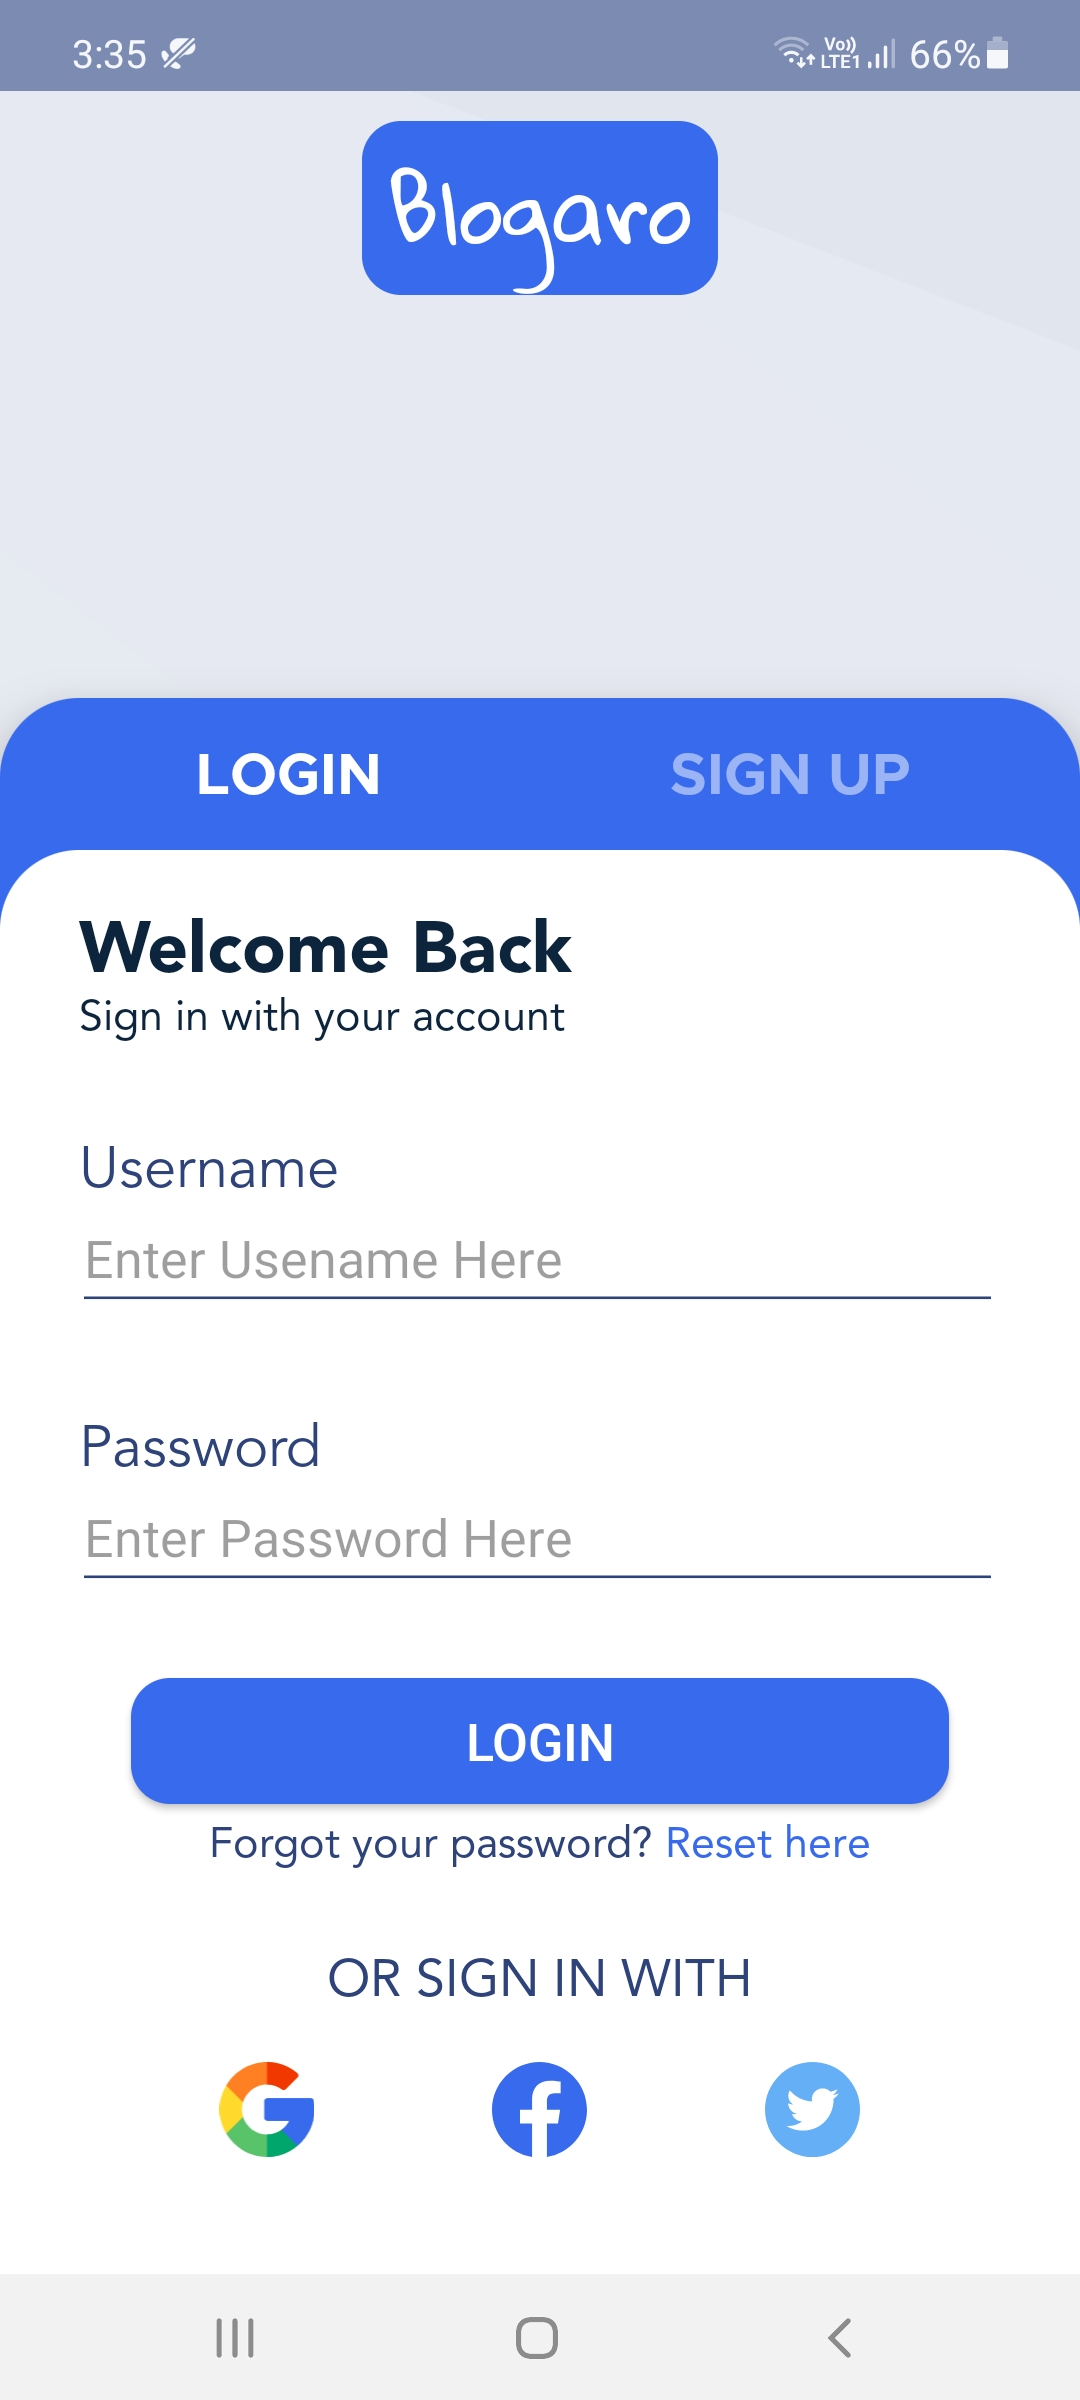 3:35 Vo)) LTE1 66%
Blogaro
LOGIN SIGN UP
Welcome Back
Sign in with your account
Username
Enter Usename Here
Password
Enter Password Here
LOGIN
Forgot your password? Reset here
OR SIGN IN WITH